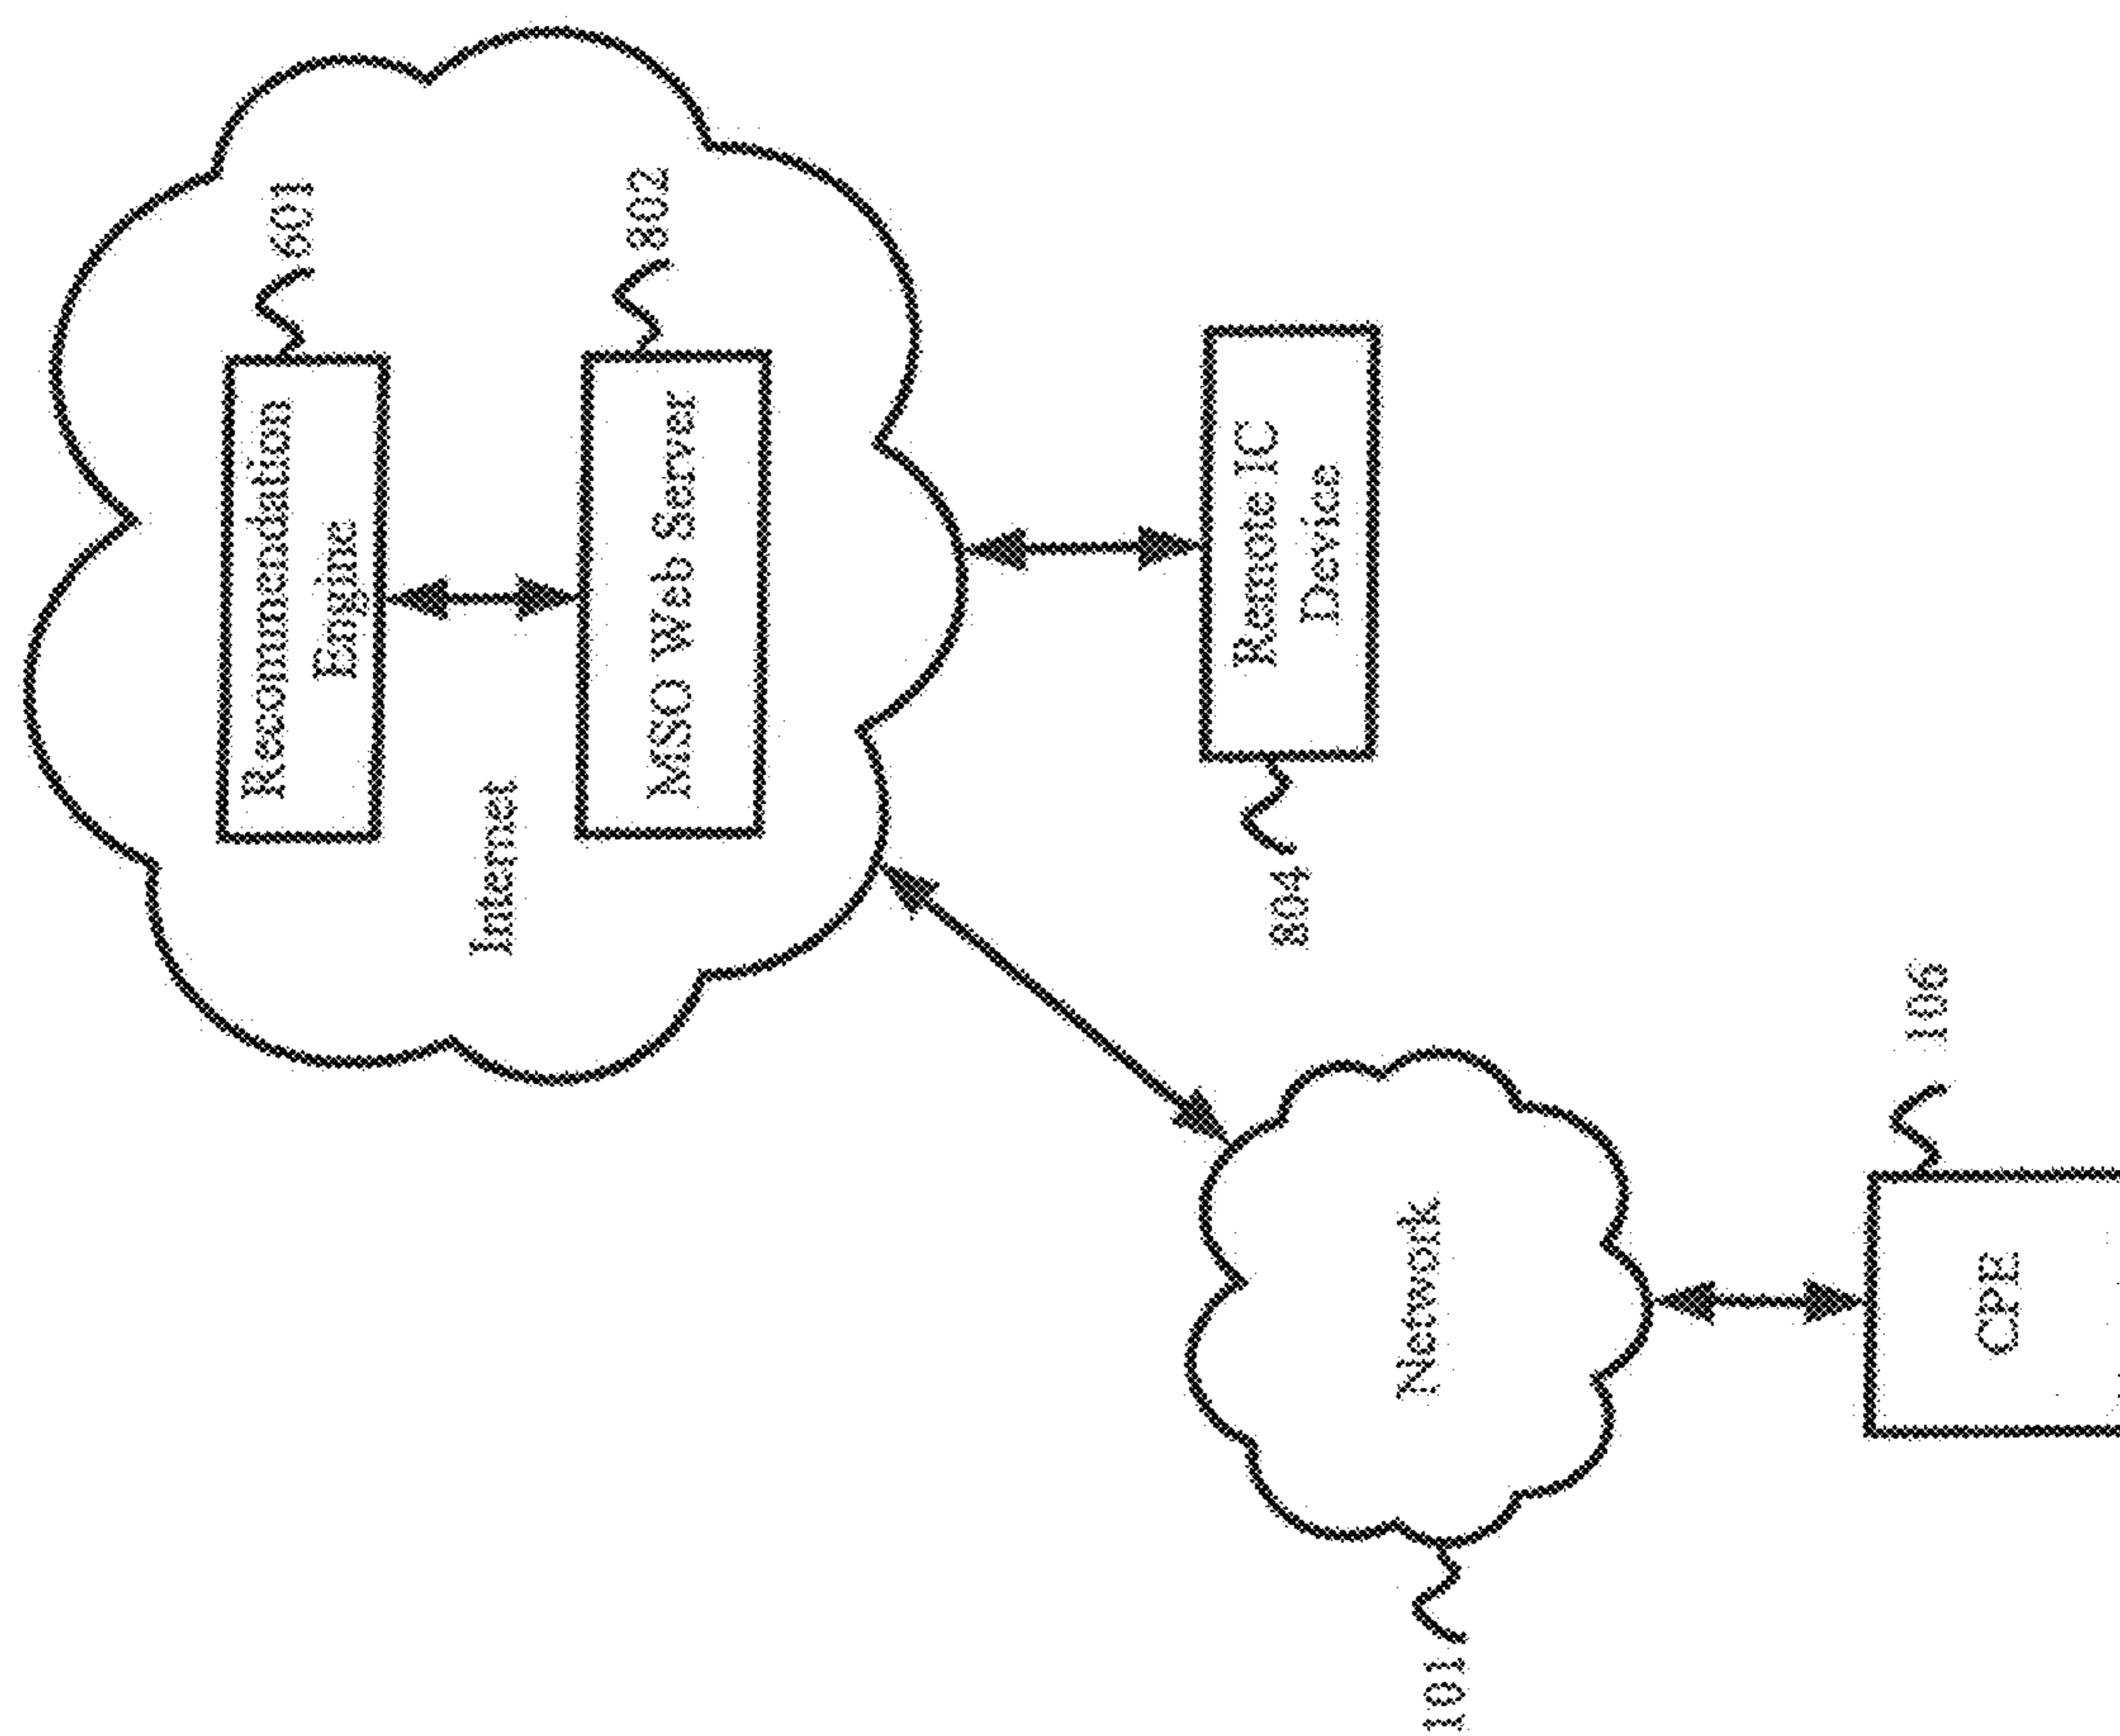 601
Recommendation
Engine
802
MSO Web Server
Internet
Remote IC
Device
804
Network
101
106
CPE